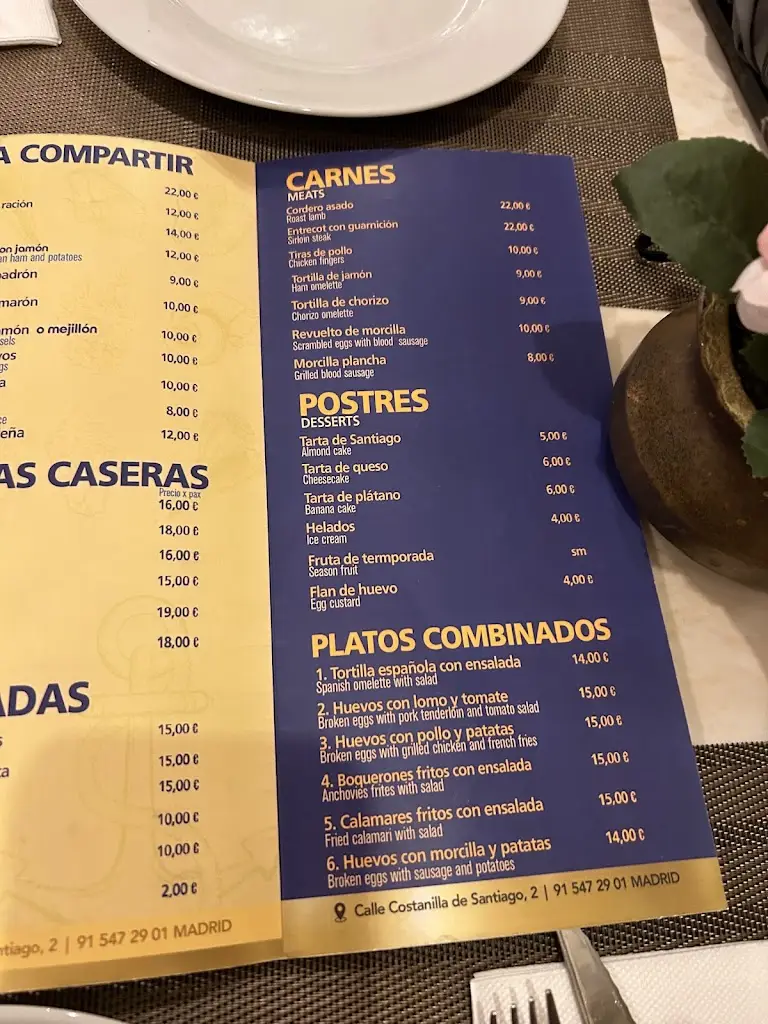 A COMPARTIR
22,00 €
ración
12,00 €
14,00 €
on jamón
an ham and potatoes
12,00 €
adrón
9,00 €
marón
10,00 €
amón o mejillón
sels
10,00 €
vos
gs
10,00 €
a
10,00 €
ce
8,00 €
eña
12,00 €
AS CASERAS
Precio x pax
16,00 €
18,00 €
16,00 €
15,00 €
19,00 €
18,00 €
ADAS
s
15,00 €
ta
15,00 €
15,00 €
10,00 €
10,00 €
2,00 €
ntiago, 2 | 91 547 29 01 MADRID
CARNES
MEATS
Cordero asado 22,00 €
Roast lamb
Entrecot con guarnición 22,00 €
Sirloin steak
Tiras de pollo 10,00 €
Chicken fingers
Tortilla de jamón 9,00 €
Ham omelette
Tortilla de chorizo 9,00 €
Chorizo omelette
Revuelto de morcilla 10,00 €
Scrambled eggs with blood sausage
Morcilla plancha 8,00 €
Grilled blood sausage
POSTRES
DESSERTS
Tarta de Santiago 5,00 €
Almond cake
Tarta de queso 6,00 €
Cheesecake
Tarta de plátano 6,00 €
Banana cake
Helados 4,00 €
Ice cream
Fruta de termporada sm
Season fruit
Flan de huevo 4,00 €
Egg custard
PLATOS COMBINADOS
1. Tortilla española con ensalada 14,00 €
Spanish omelette with salad
2. Huevos con lomo y tomate 15,00 €
Broken eggs with pork tenderloin and tomato salad
3. Huevos con pollo y patatas 15,00 €
Broken eggs with grilled chicken and french fries
4. Boquerones fritos con ensalada 15,00 €
Anchovies frites with salad
5. Calamares fritos con ensalada 15,00 €
Fried calamari with salad
6. Huevos con morcilla y patatas 14,00 €
Broken eggs with sausage and potatoes
Calle Costanilla de Santiago, 2 | 91 547 29 01 MADRID